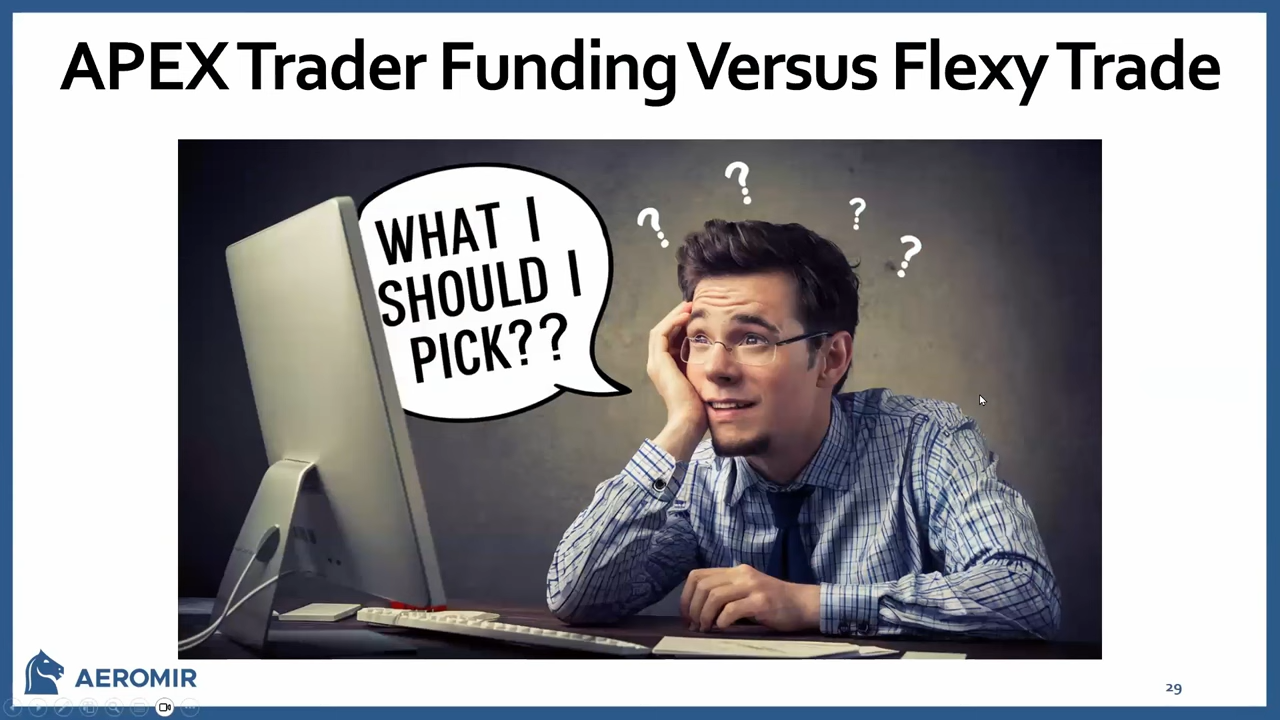 APEX Trader Funding Versus Flexy Trade
WHAT I
SHOULD I
PICK??
? ? ? ?
AEROMIR
29